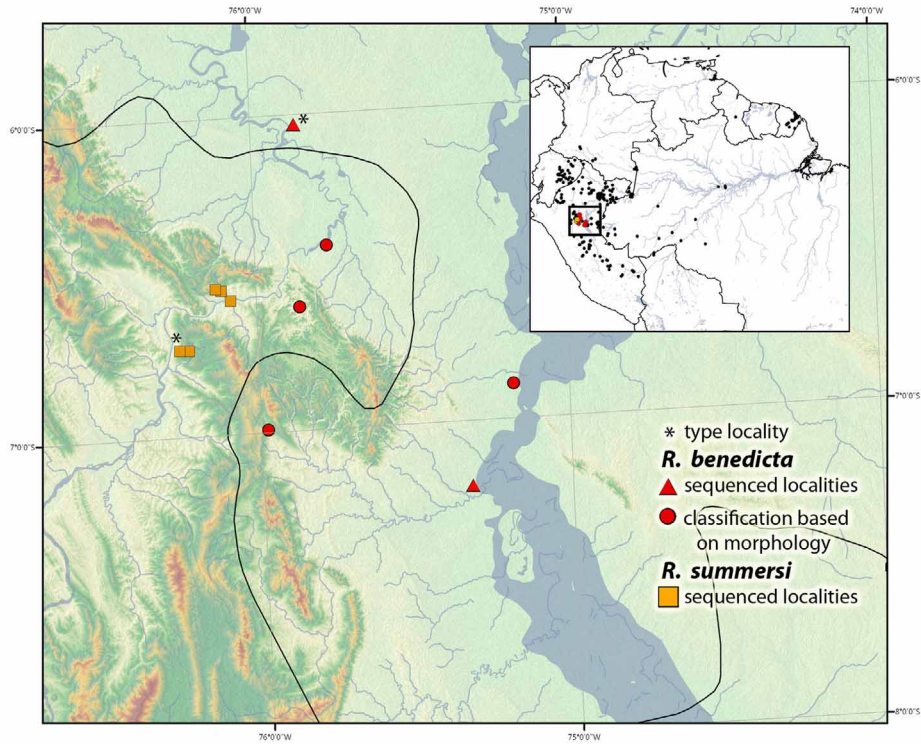 76°0'0"W
75°0'0"W
74°0'0"W
6°0'0"S
6°0'0"S
7°0'0"S
7°0'0"S
* type locality
R. benedicta
sequenced localities
classification based
on morphology
R. summersi
sequenced localities
8°0'0"S
76°0'0"W
75°0'0"W